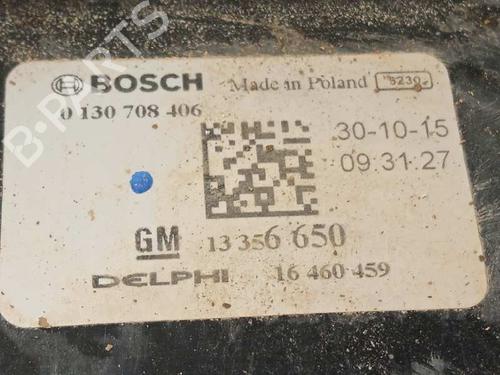 BOSCH Made in Poland
0 130 708 406
30-10-15
09:31:27
GM 13 356 650
DELPHI 16 460 459
B-PARTS